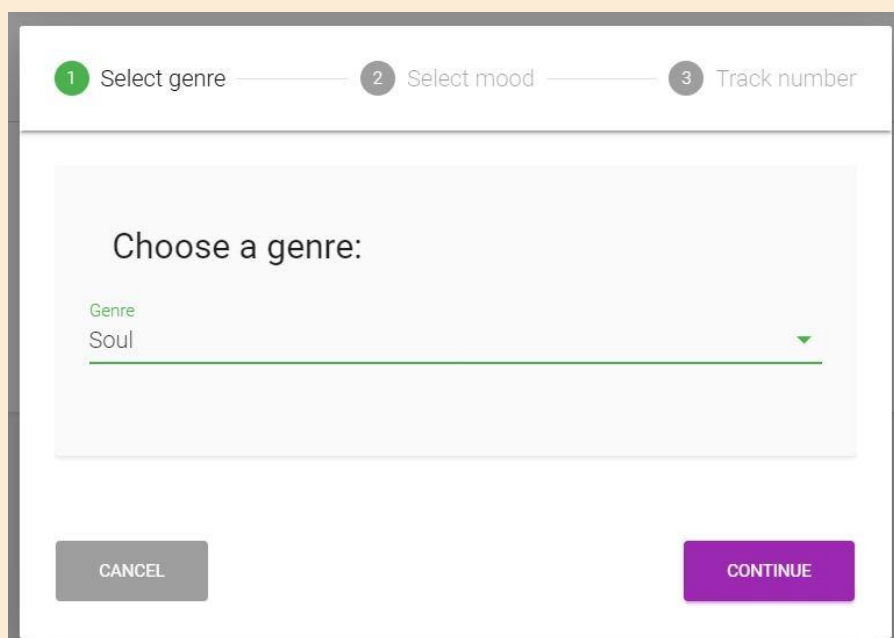 1 Select genre 2 Select mood 3 Track number
Choose a genre:
Genre
Soul
CANCEL CONTINUE